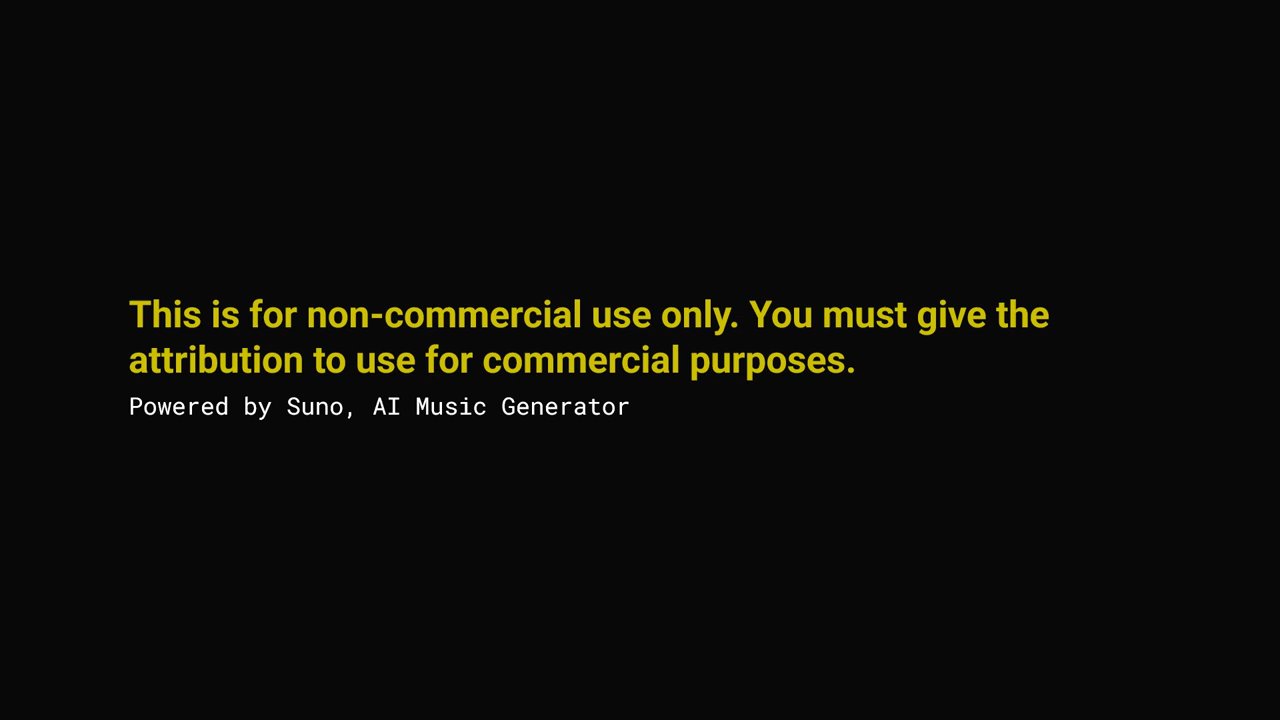 This is for non-commercial use only. You must give the
attribution to use for commercial purposes.
Powered by Suno, AI Music Generator